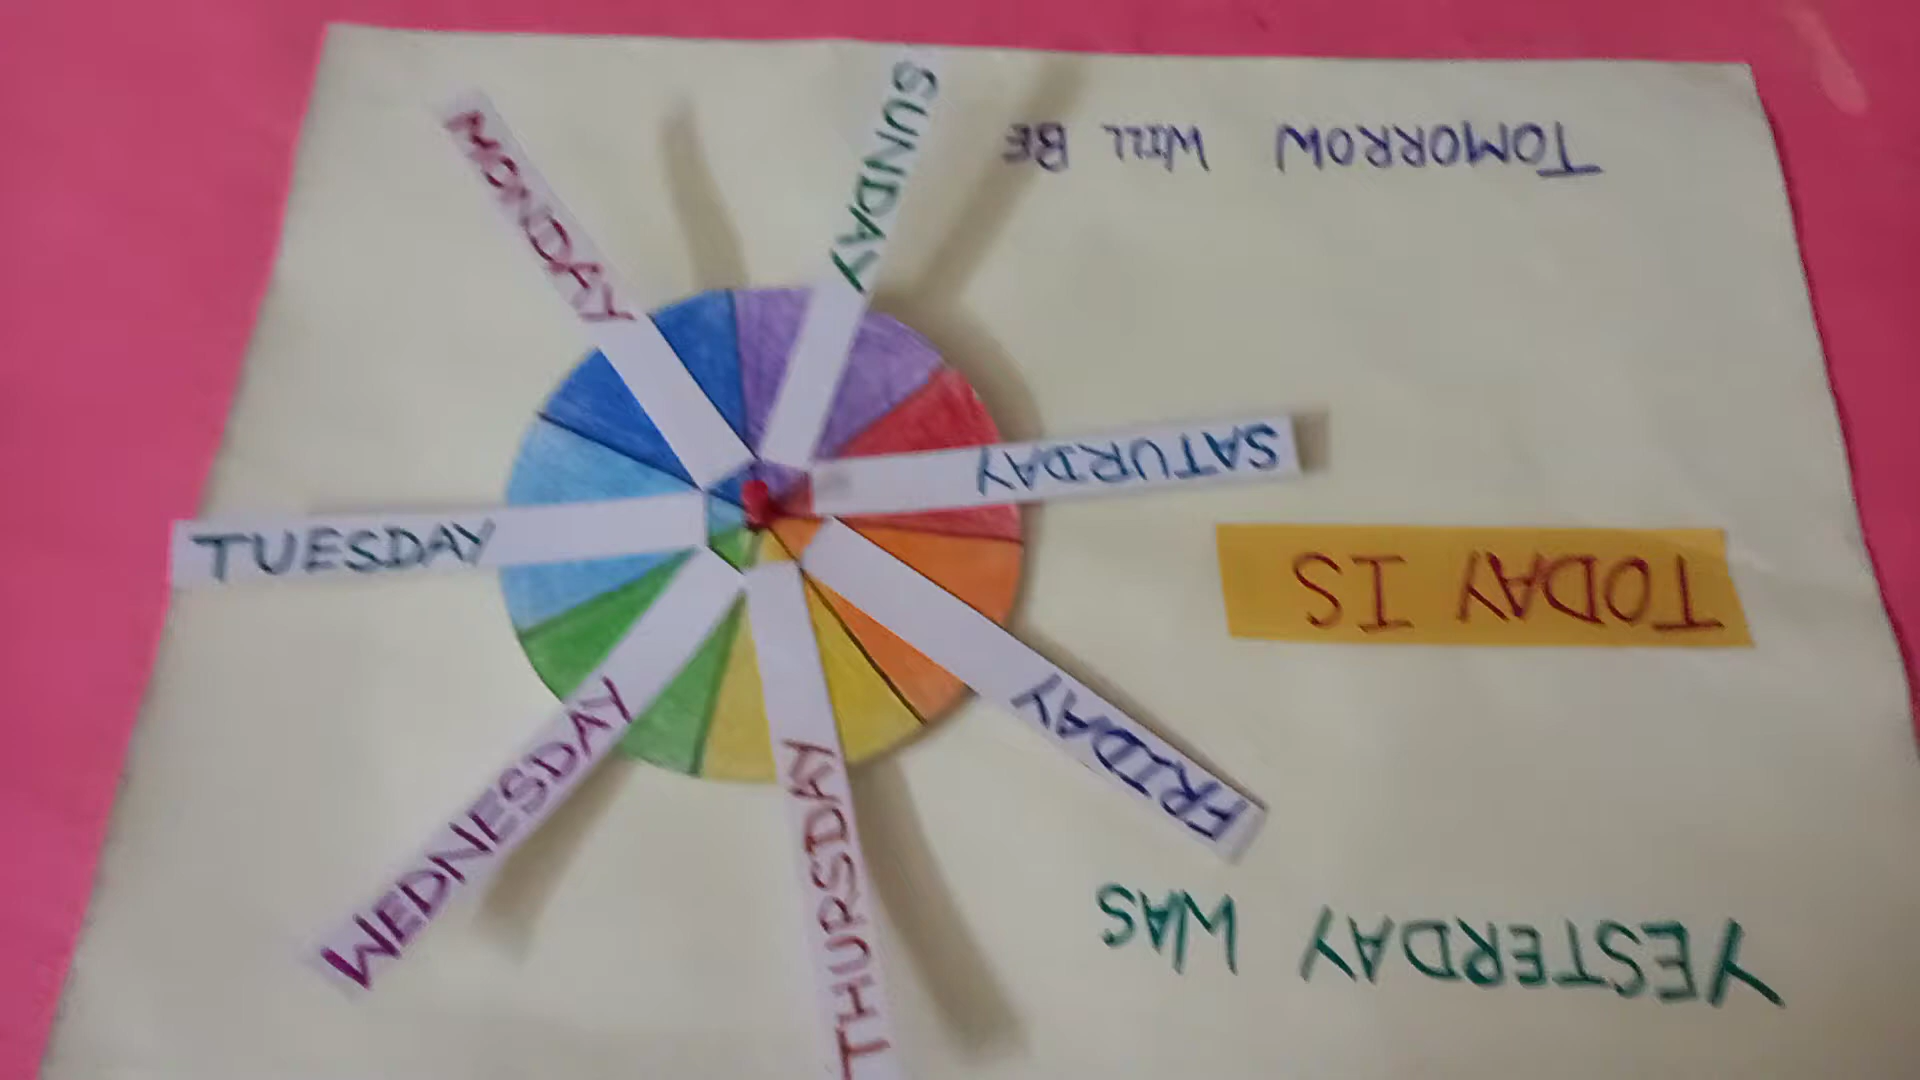 YESTERDAY WAS
TODAY IS
TOMORROW WILL BE
SUNDAY
MONDAY
TUESDAY
WEDNESDAY
THURSDAY
FRIDAY
SATURDAY